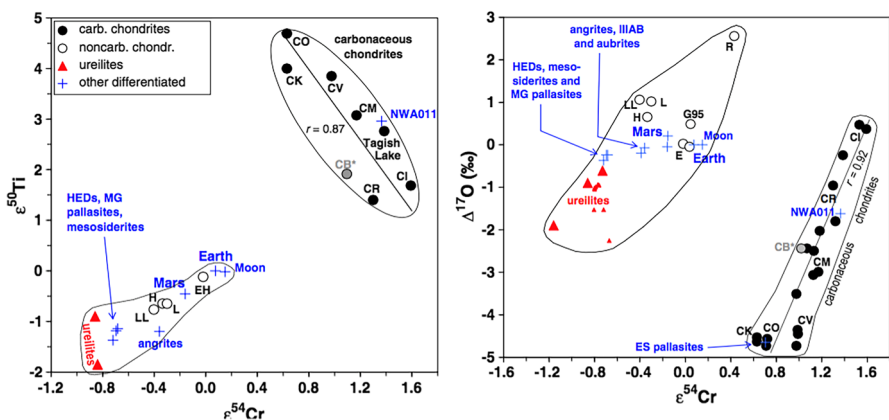 carb. chondrites
noncarb. chondr.
ureilites
other differentiated
carbonaceous
chondrites
CO
CK
CV
CM
NWA011
r = 0.87
Tagish
Lake
CB*
CR
CI
HEDs, MG
pallasites,
mesosiderites
Earth
Moon
Mars
EH
H
L
LL
ureilites
angrites
5
4
3
2
1
0
-1
-2
ε50Ti
-1.2 -0.8 -0.4 0.0 0.4 0.8 1.2 1.6
ε54Cr
angrites, IIIAB
and aubrites
HEDs, meso-
siderites and
MG pallasites
R
LL
L
H
G95
Mars
Moon
E
Earth
ureilites
CI
r = 0.92
CR
NWA011
chondrites
CB*
CM
carbonaceous
CV
CK
CO
ES pallasites
3
2
1
0
-1
-2
-3
-4
-5
Δ17O (‰)
-1.6 -1.2 -0.8 -0.4 0.0 0.4 0.8 1.2 1.6
ε54Cr